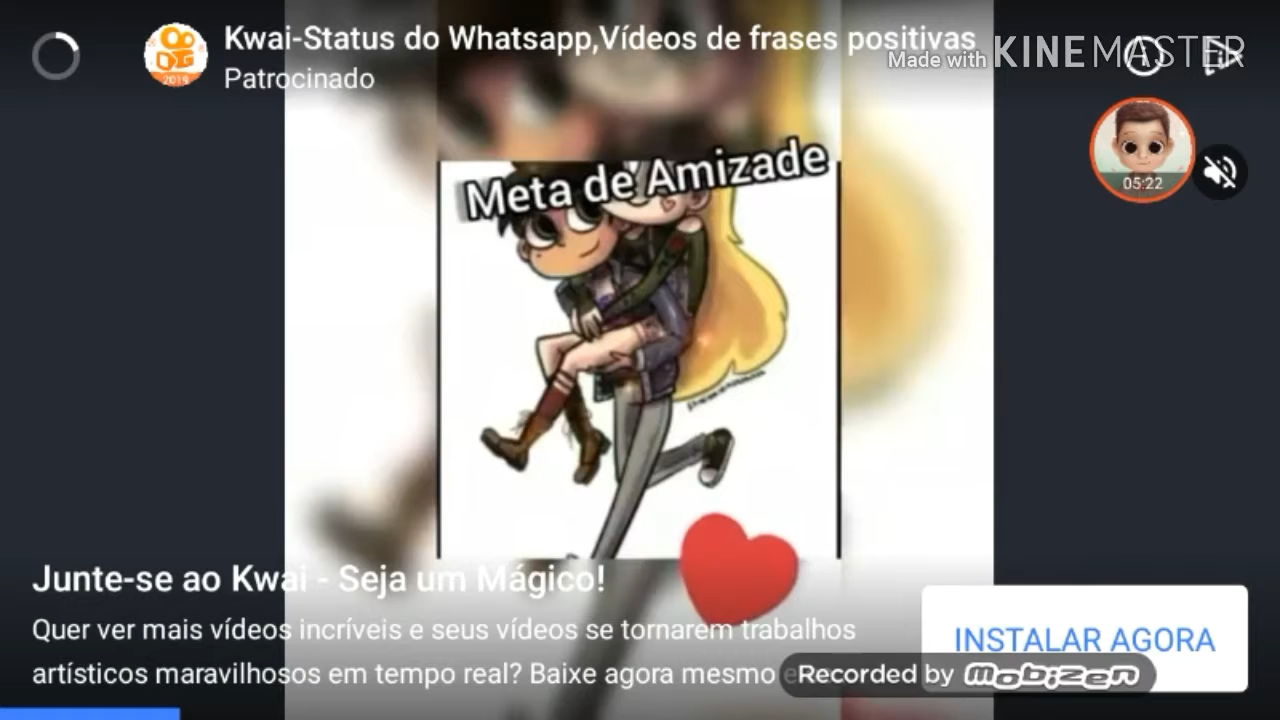 Kwai-Status do Whatsapp,Vídeos de frases positivas
Patrocinado
Made with KINEMASTER
2019
05:22
Meta de Amizade
Junte-se ao Kwai - Seja um Mágico!
Quer ver mais vídeos incríveis e seus vídeos se tornarem trabalhos
artísticos maravilhosos em tempo real? Baixe agora mesmo
INSTALAR AGORA
Recorded by mobizen